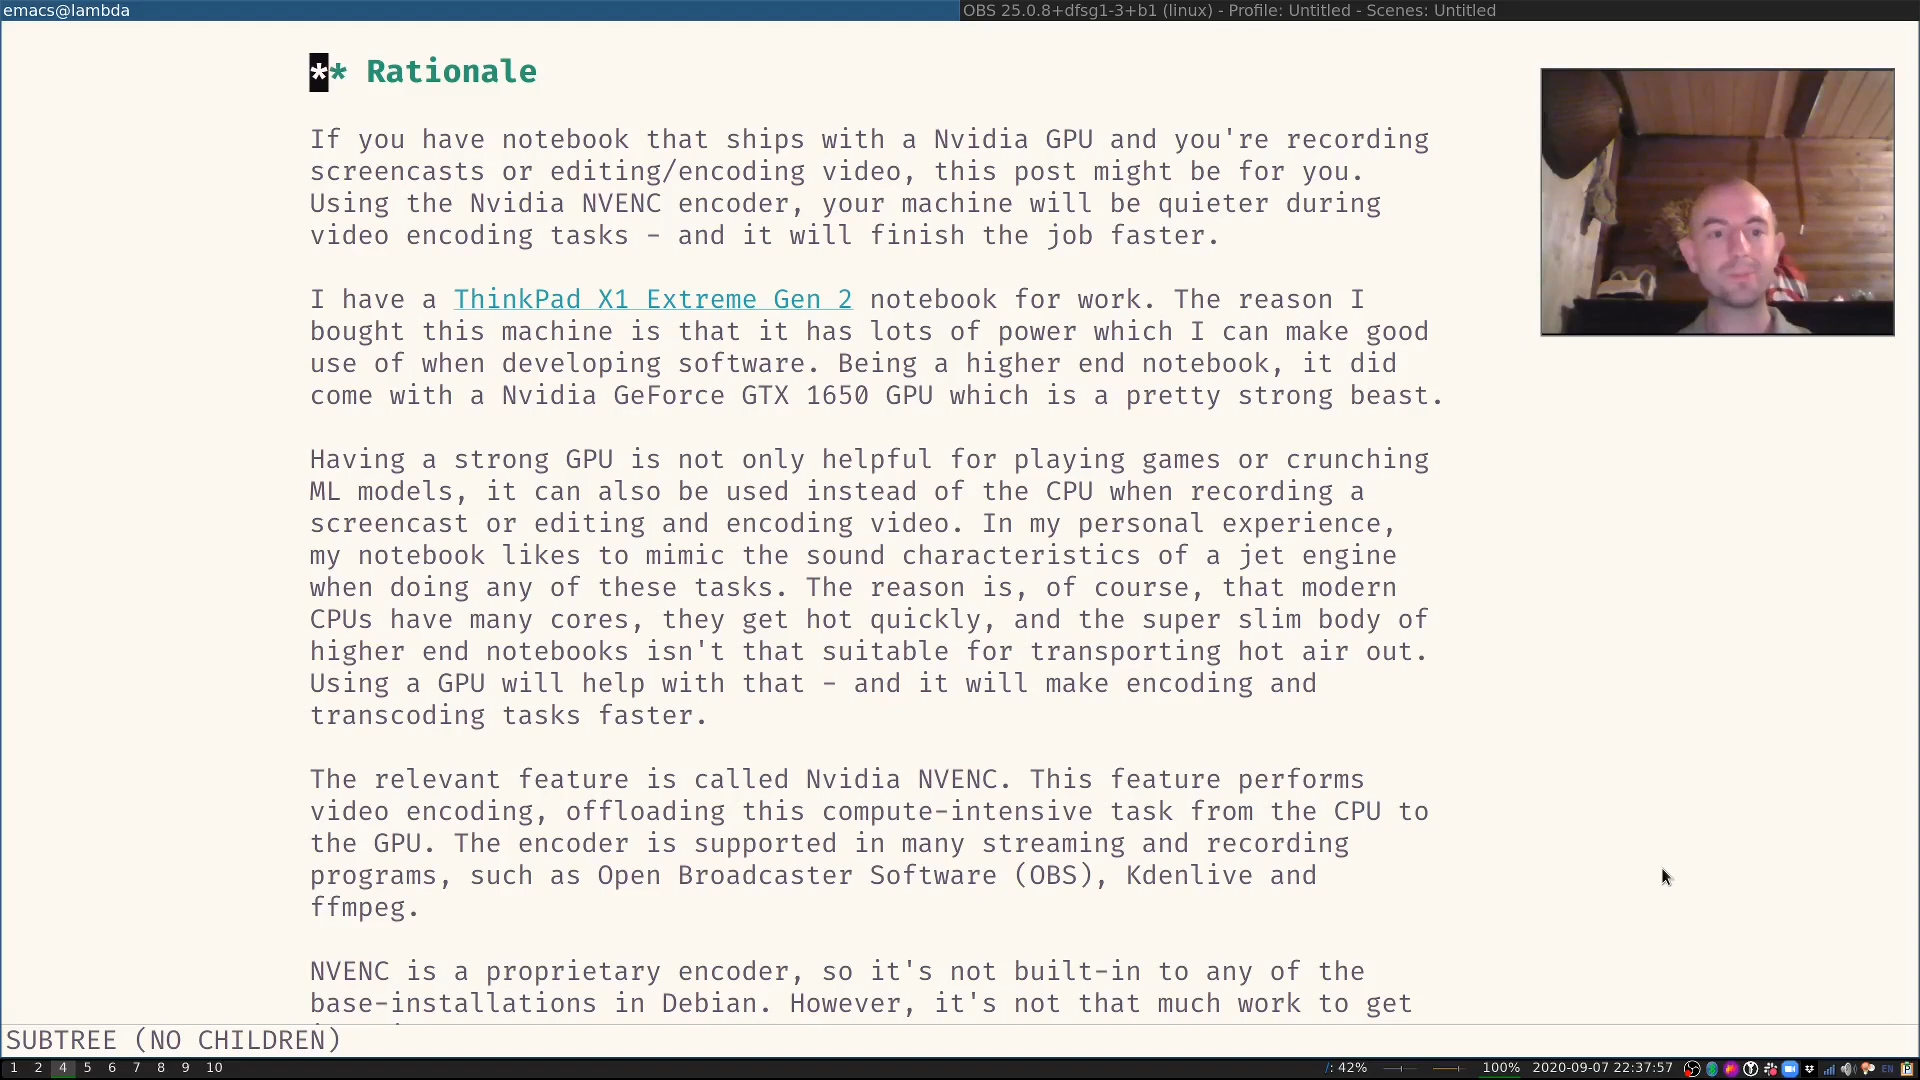 emacs@lambda
OBS 25.0.8+dfsg1-3+b1 (linux) - Profile: Untitled - Scenes: Untitled
** Rationale
If you have notebook that ships with a Nvidia GPU and you're recording
screencasts or editing/encoding video, this post might be for you.
Using the Nvidia NVENC encoder, your machine will be quieter during
video encoding tasks - and it will finish the job faster.
I have a ThinkPad X1 Extreme Gen 2 notebook for work. The reason I
bought this machine is that it has lots of power which I can make good
use of when developing software. Being a higher end notebook, it did
come with a Nvidia GeForce GTX 1650 GPU which is a pretty strong beast.
Having a strong GPU is not only helpful for playing games or crunching
ML models, it can also be used instead of the CPU when recording a
screencast or editing and encoding video. In my personal experience,
my notebook likes to mimic the sound characteristics of a jet engine
when doing any of these tasks. The reason is, of course, that modern
CPUs have many cores, they get hot quickly, and the super slim body of
higher end notebooks isn't that suitable for transporting hot air out.
Using a GPU will help with that - and it will make encoding and
transcoding tasks faster.
The relevant feature is called Nvidia NVENC. This feature performs
video encoding, offloading this compute-intensive task from the CPU to
the GPU. The encoder is supported in many streaming and recording
programs, such as Open Broadcaster Software (OBS), Kdenlive and
ffmpeg.
NVENC is a proprietary encoder, so it's not built-in to any of the
base-installations in Debian. However, it's not that much work to get
SUBTREE (NO CHILDREN)
1 2 4 5 6 7 8 9 10
/: 42% 100% 2020-09-07 22:37:57 EN